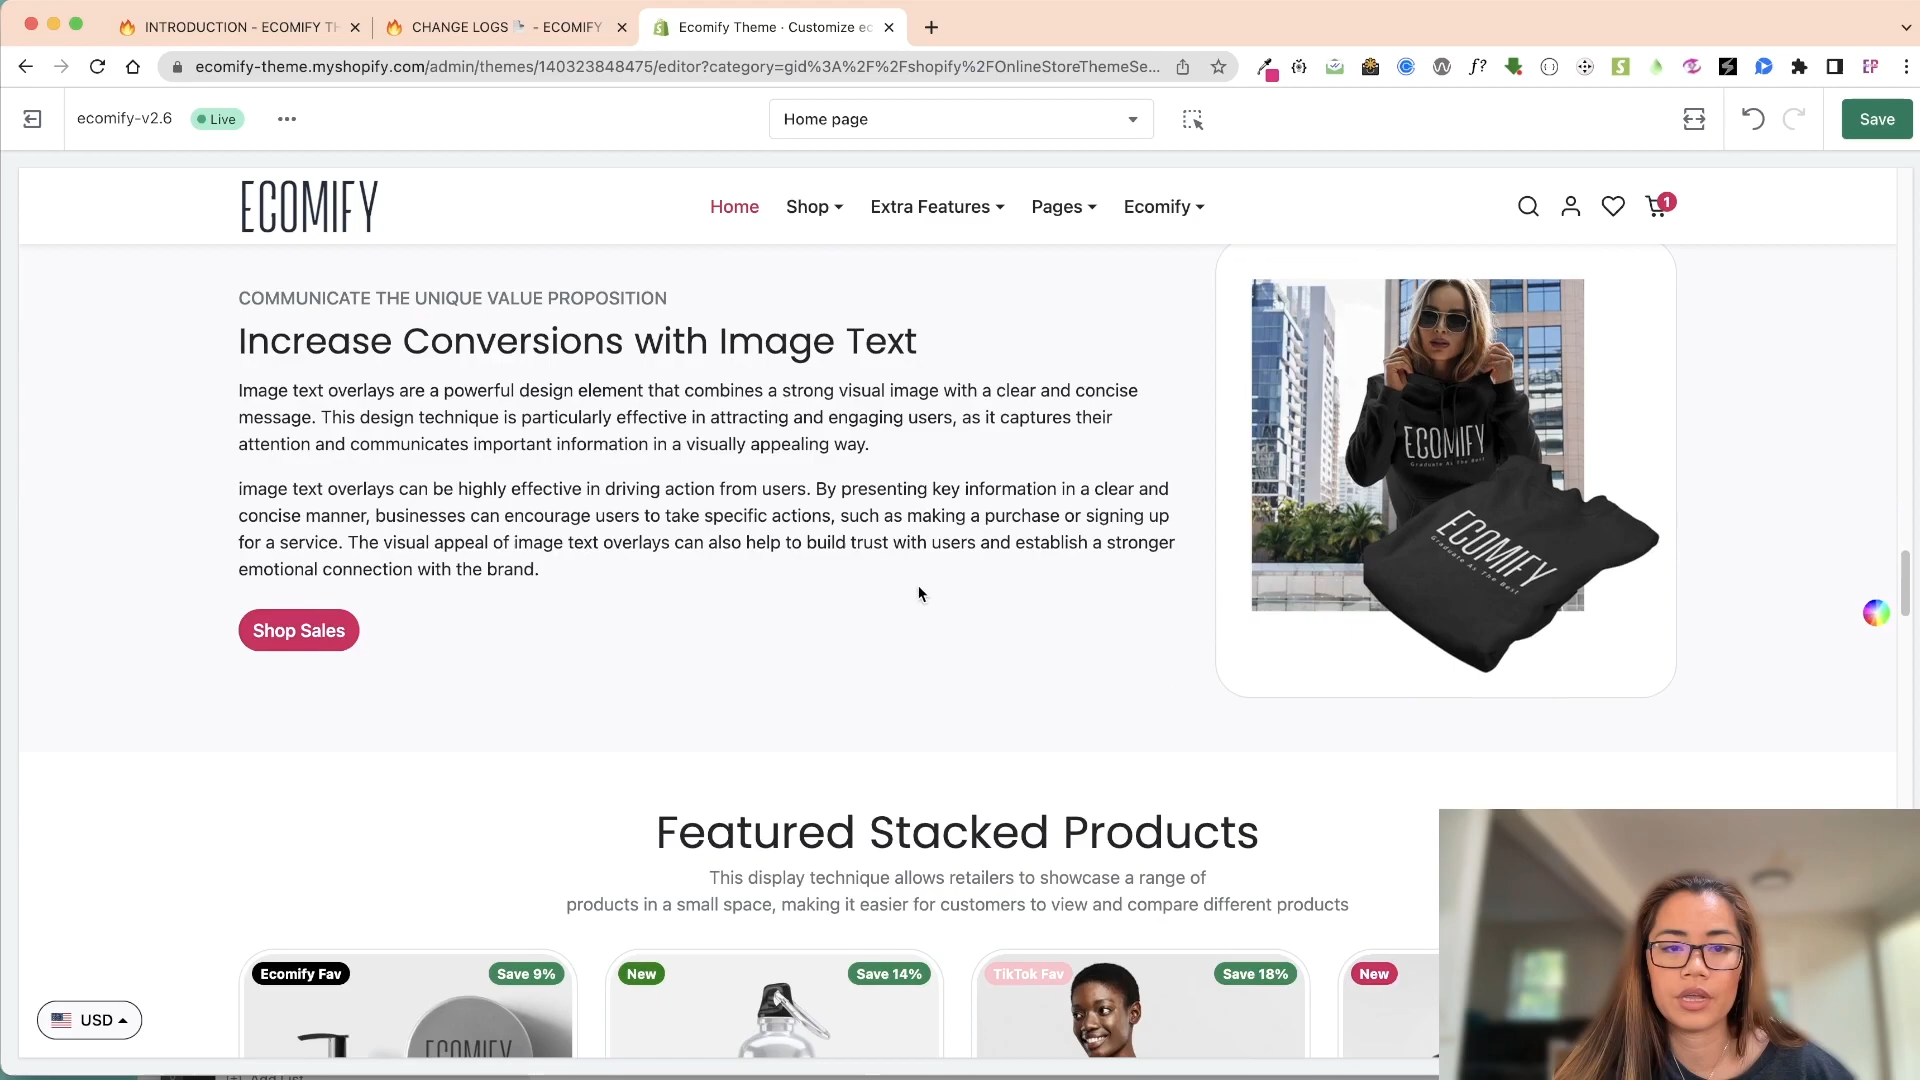 INTRODUCTION - ECOMIFY TH
CHANGE LOGS - ECOMIFY
Ecomify Theme · Customize ec
ecomify-theme.myshopify.com/admin/themes/140323848475/editor?category=gid%3A%2F%2Fshopify%2FOnlineStoreThemeSe...
ecomify-v2.6
Live
Home page
Save
ECOMIFY
Home
Shop
Extra Features
Pages
Ecomify
1
COMMUNICATE THE UNIQUE VALUE PROPOSITION
Increase Conversions with Image Text
Image text overlays are a powerful design element that combines a strong visual image with a clear and concise
message. This design technique is particularly effective in attracting and engaging users, as it captures their
attention and communicates important information in a visually appealing way.
image text overlays can be highly effective in driving action from users. By presenting key information in a clear and
concise manner, businesses can encourage users to take specific actions, such as making a purchase or signing up
for a service. The visual appeal of image text overlays can also help to build trust with users and establish a stronger
emotional connection with the brand.
Shop Sales
ECOMIFY
Graduate As The Best
ECOMIFY
Graduate As The Best
Featured Stacked Products
This display technique allows retailers to showcase a range of
products in a small space, making it easier for customers to view and compare different products
Ecomify Fav
Save 9%
New
Save 14%
TikTok Fav
Save 18%
New
ECOMIFY
USD